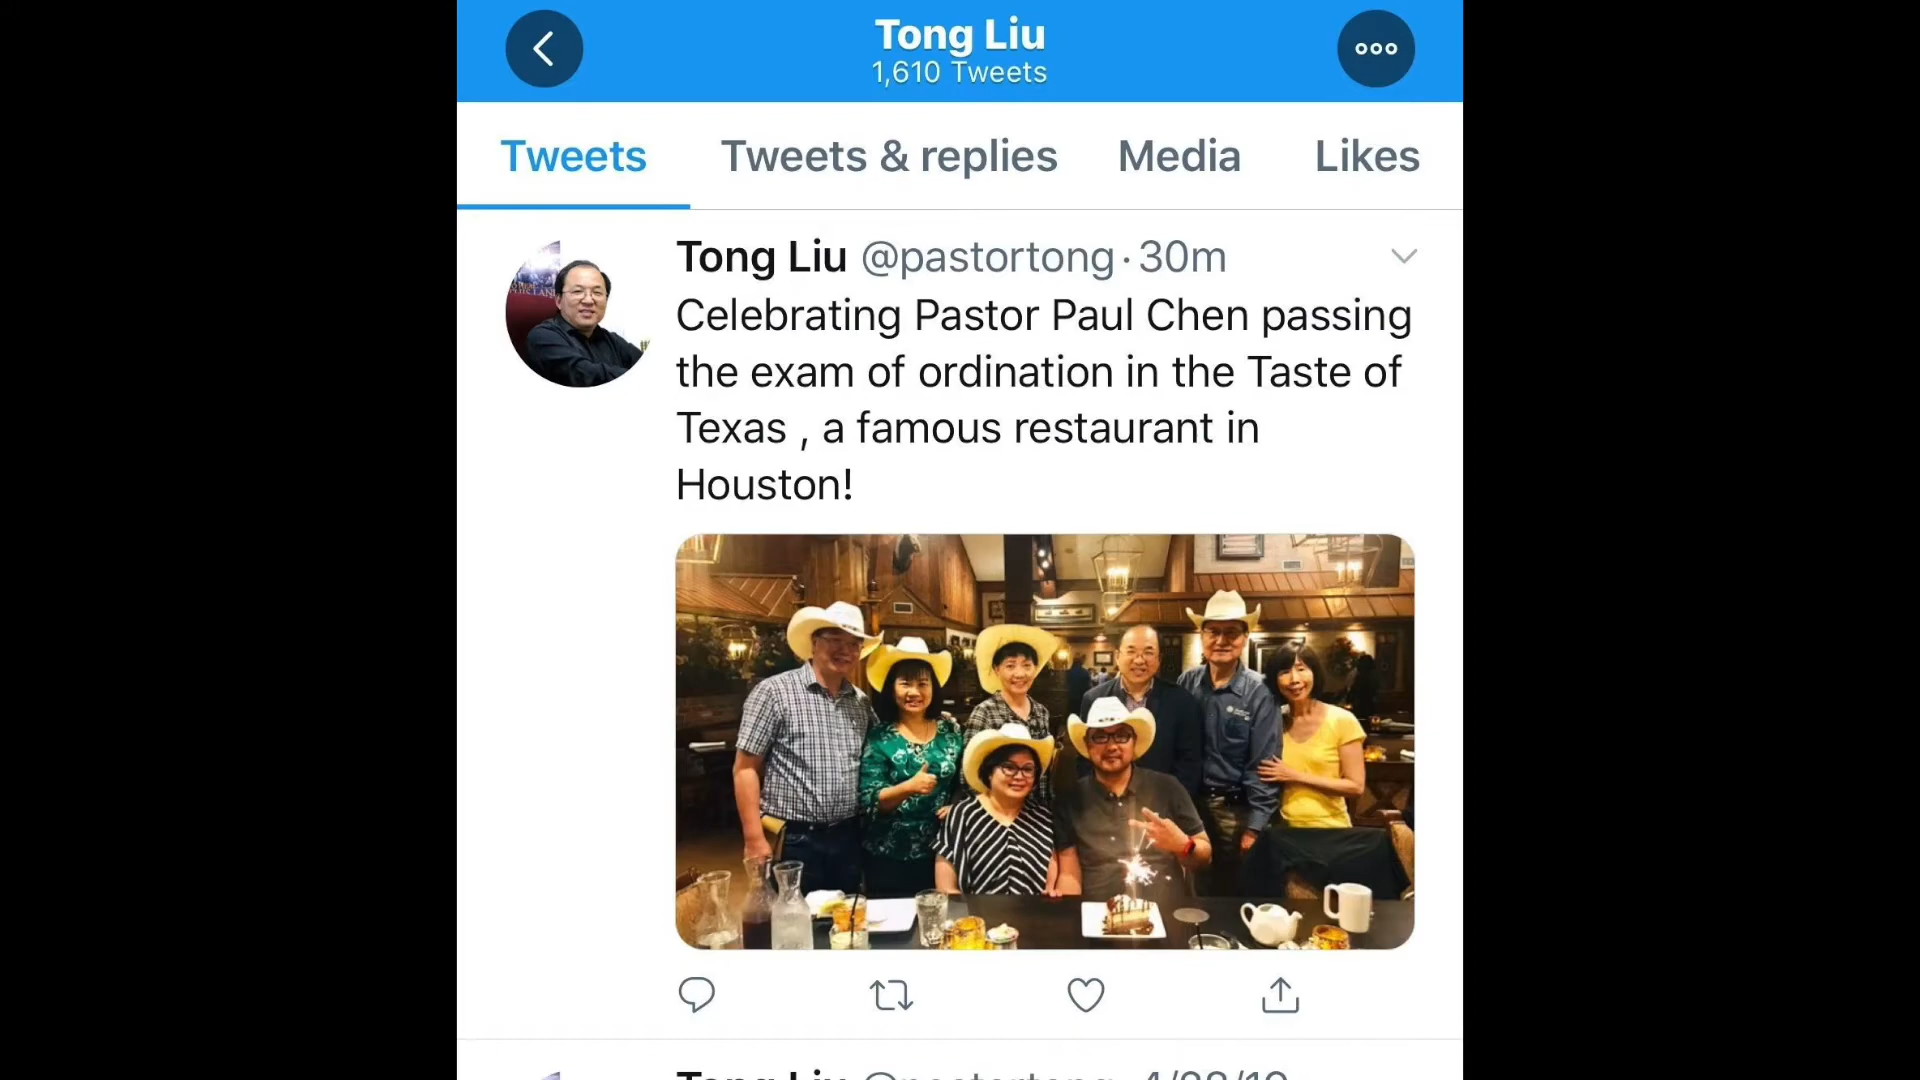 Tong Liu
1,610 Tweets
Tweets Tweets & replies Media Likes
Tong Liu @pastortong · 30m
Celebrating Pastor Paul Chen passing
the exam of ordination in the Taste of
Texas , a famous restaurant in
Houston!